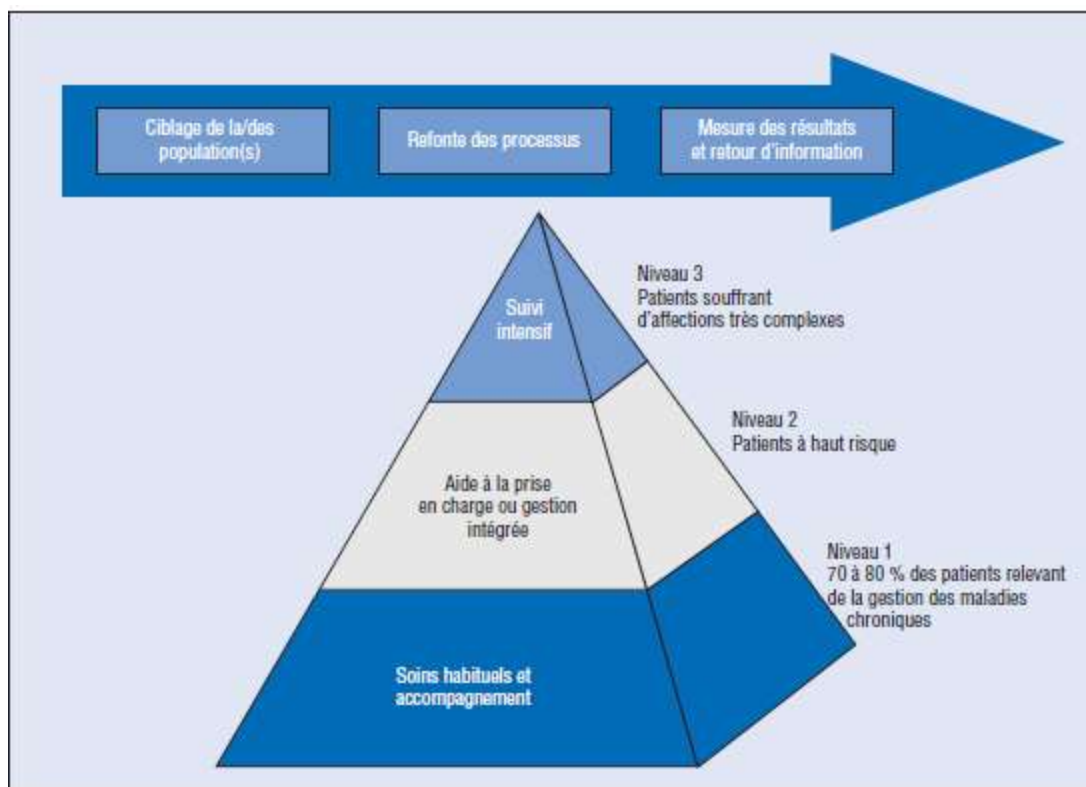 Ciblage de la/des
population(s)
Refonte des processus
Mesure des résultats
et retour d'information
Suivi
intensif
Niveau 3
Patients souffrant
d'affections très complexes
Aide à la prise
en charge ou gestion
intégrée
Niveau 2
Patients à haut risque
Soins habituels et
accompagnement
Niveau 1
70 à 80 % des patients relevant
de la gestion des maladies
chroniques